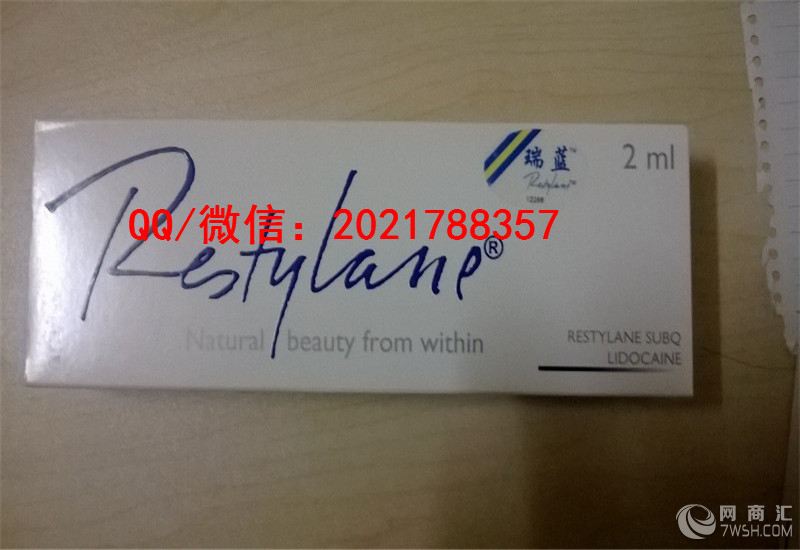 瑞蓝™
Restylane™
2 ml
QQ/微信：2021788357
Restylane®
Natural beauty from within
RESTYLANE SUBQ
LIDOCAINE
网商汇
7WSH.COM